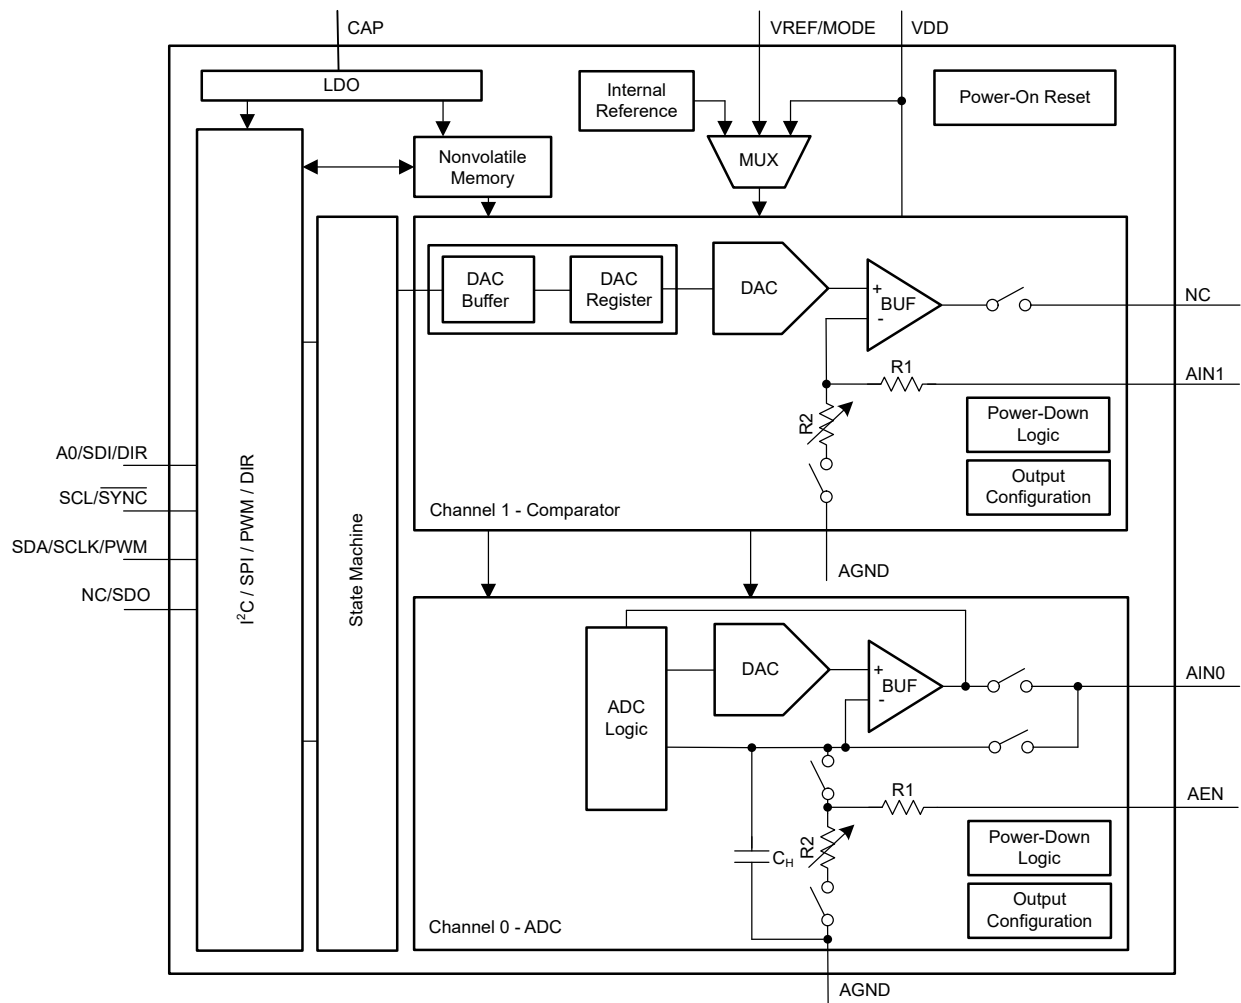 CAP
VREF/MODE
VDD
LDO
Internal
Reference
Power-On Reset
MUX
Nonvolatile
Memory
DAC
Buffer
DAC
Register
DAC
+
BUF
-
NC
R1
AIN1
R2
Power-Down
Logic
Output
Configuration
Channel 1 - Comparator
AGND
A0/SDI/DIR
SCL/SYNC
SDA/SCLK/PWM
NC/SDO
I²C / SPI / PWM / DIR
State Machine
ADC
Logic
DAC
+
BUF
-
AIN0
R1
AEN
R2
C_H
Power-Down
Logic
Output
Configuration
Channel 0 - ADC
AGND